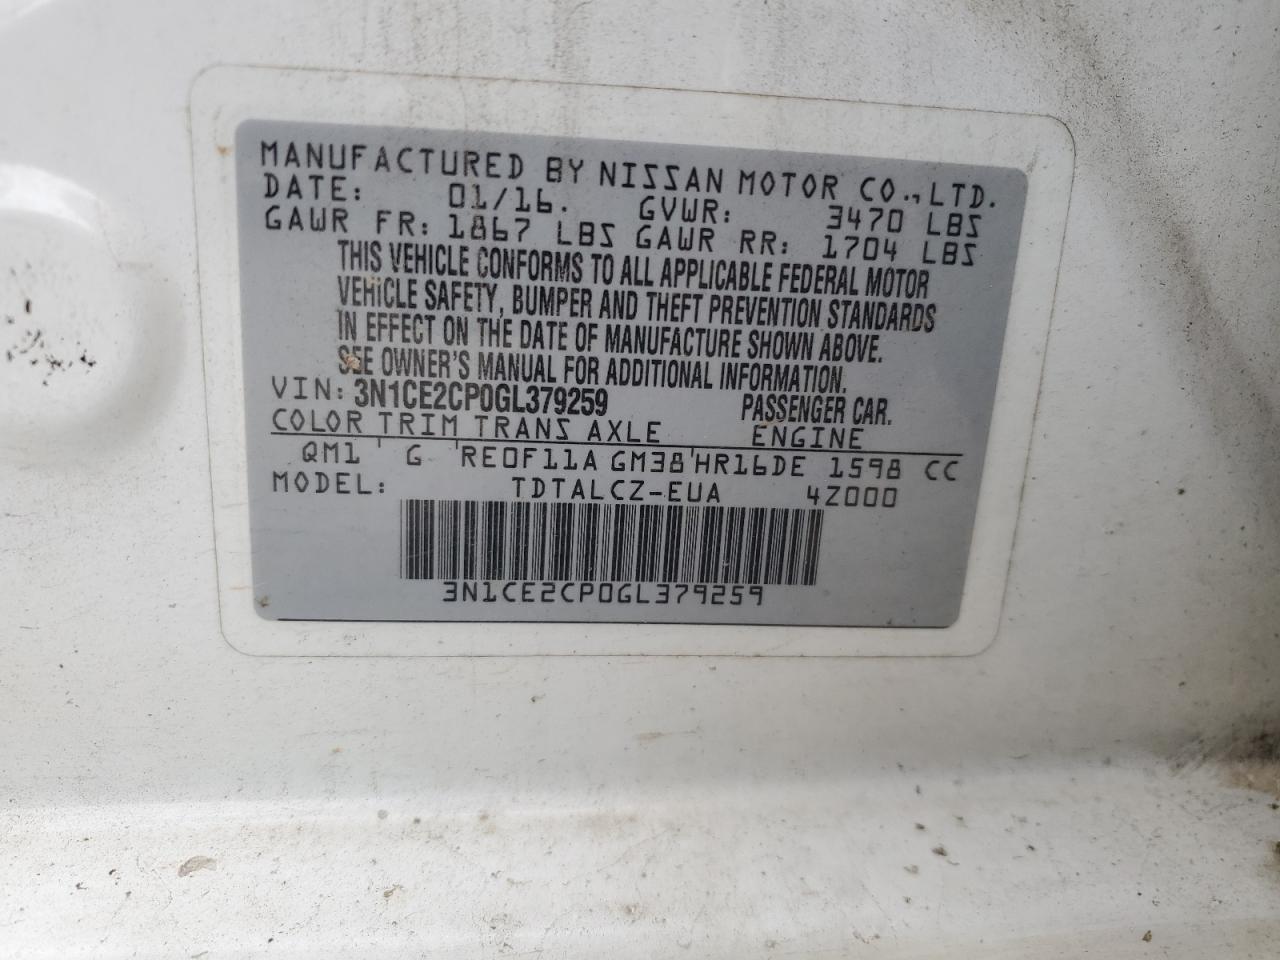 MANUFACTURED BY NISSAN MOTOR CO., LTD.
DATE: 01/16. GVWR: 3470 LBS
GAWR FR: 1867 LBS GAWR RR: 1704 LBS
THIS VEHICLE CONFORMS TO ALL APPLICABLE FEDERAL MOTOR
VEHICLE SAFETY, BUMPER AND THEFT PREVENTION STANDARDS
IN EFFECT ON THE DATE OF MANUFACTURE SHOWN ABOVE.
SEE OWNER'S MANUAL FOR ADDITIONAL INFORMATION.
VIN: 3N1CE2CP0GL379259 PASSENGER CAR.
COLOR TRIM TRANS AXLE ENGINE
QM1 ' G 'RE0F11A GM38'HR16DE 1598 CC
MODEL: TDTALCZ-EUA 4Z000
3N1CE2CP0GL379259